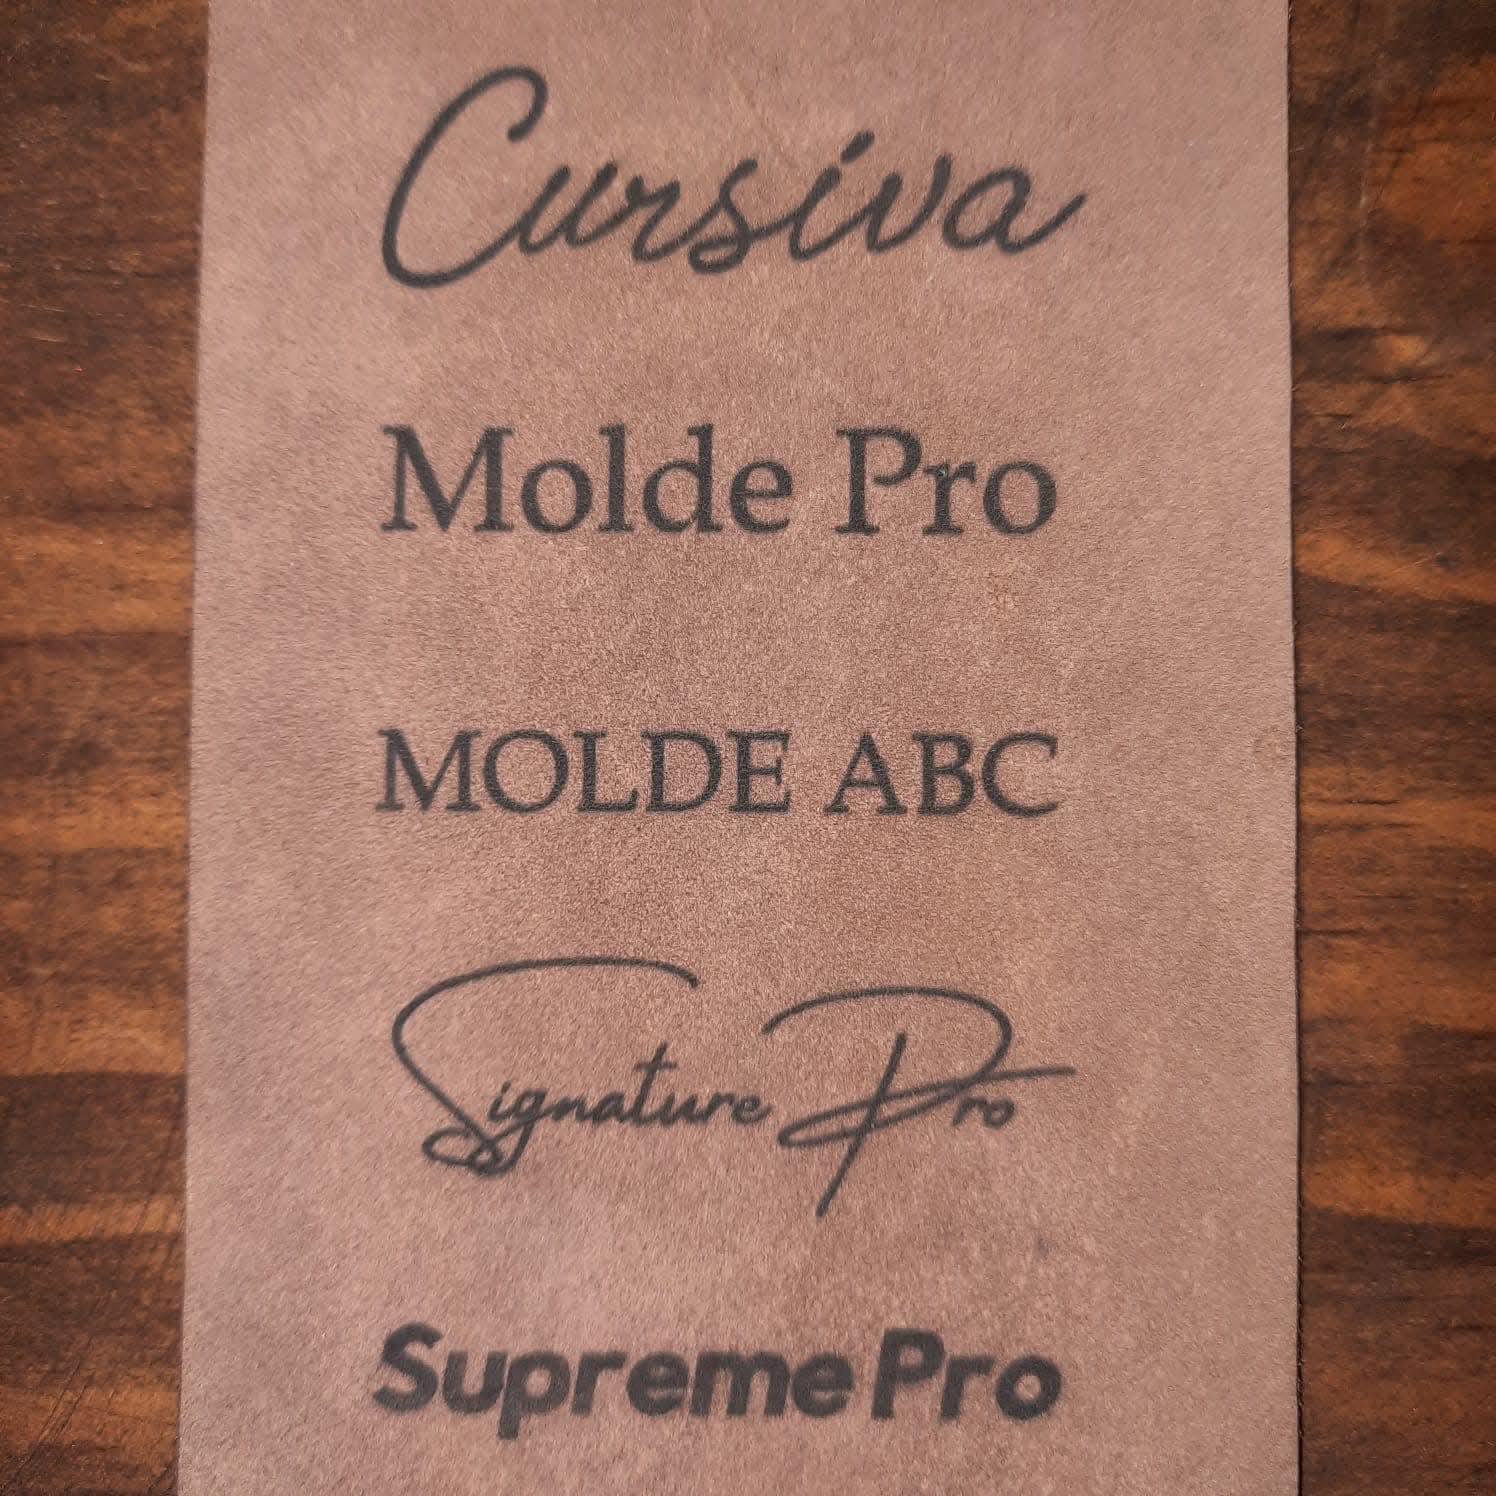 Cursiva
Molde Pro
MOLDE ABC
Signature Pro
Supreme Pro